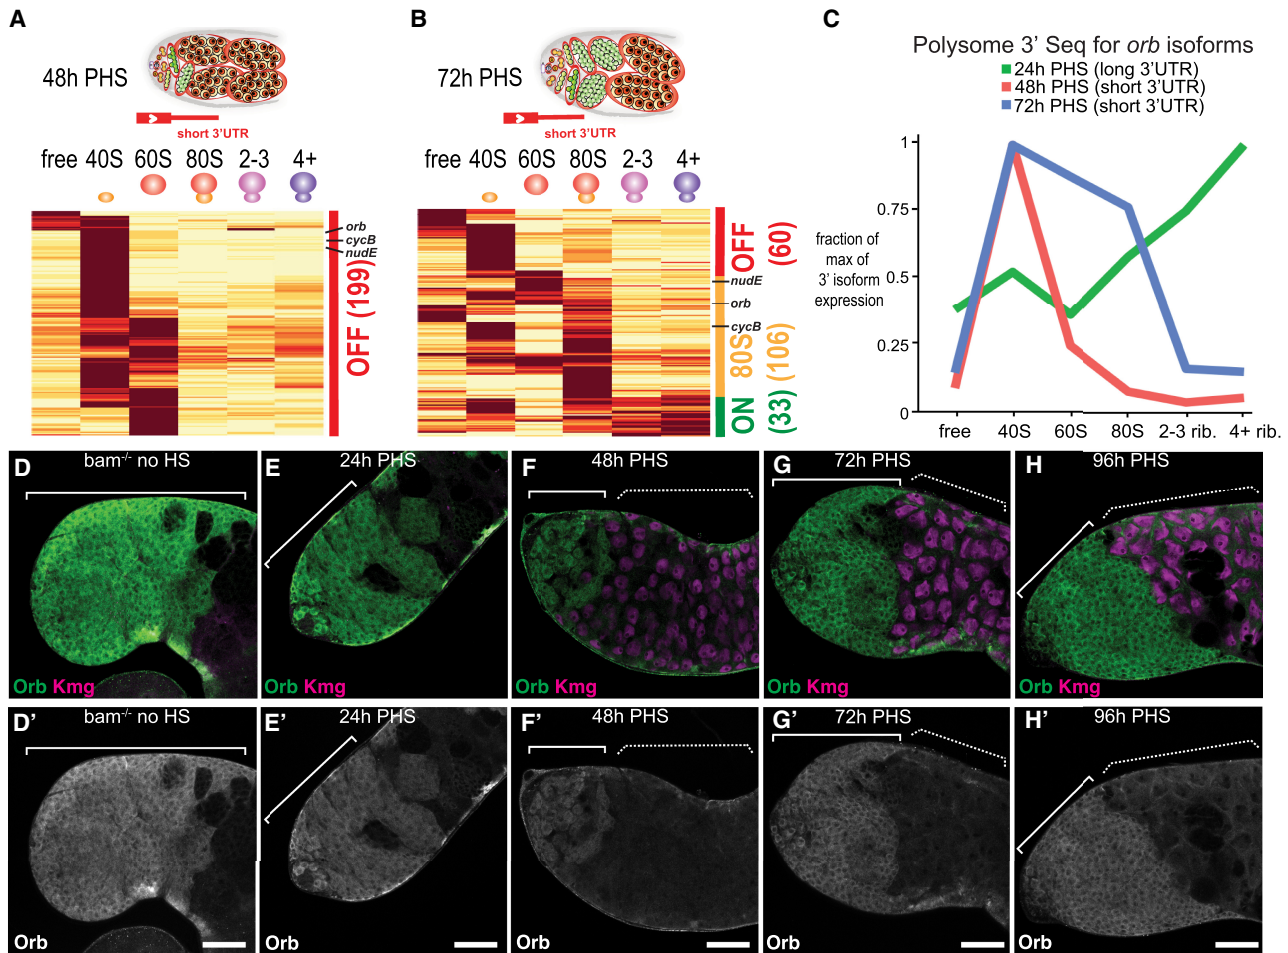 A
48h PHS
short 3'UTR
free 40S 60S 80S 2-3 4+
orb
cycB
nudE
OFF (199)
B
72h PHS
short 3'UTR
free 40S 60S 80S 2-3 4+
OFF
(60)
nudE
orb
cycB
80S
(106)
ON
(33)
C
Polysome 3' Seq for orb isoforms
24h PHS (long 3'UTR)
48h PHS (short 3'UTR)
72h PHS (short 3'UTR)
fraction of
max of
3' isoform
expression
1
0.75
0.5
0.25
0
free 40S 60S 80S 2-3 rib. 4+ rib.
D
bam-/- no HS
Orb Kmg
E
24h PHS
Orb Kmg
F
48h PHS
Orb Kmg
G
72h PHS
Orb Kmg
H
96h PHS
Orb Kmg
D'
bam-/- no HS
Orb
E'
24h PHS
Orb
F'
48h PHS
Orb
G'
72h PHS
Orb
H'
96h PHS
Orb